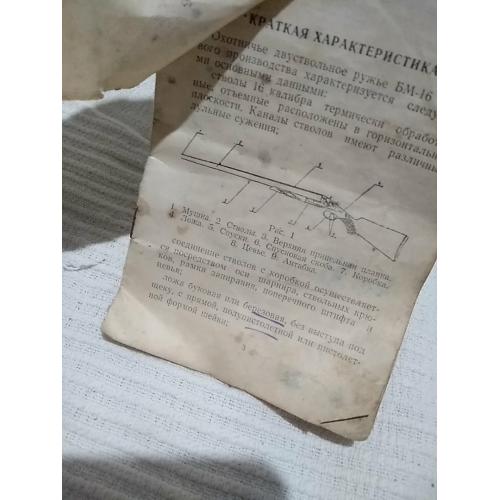 КРАТКАЯ ХАРАКТЕРИСТИКА
Охотничье двуствольное ружье БМ-16
вого производства характеризуется следу
ми основными данными:
стволы 16 калибра термически обработ
ные, отъемные расположены в горизонтальн
плоскости. Каналы стволов имеют различны
дульные сужения;
Рис. 1
1. Мушка. 2. Стволы. 3. Верхняя прицельная планка.
4. Ложа. 5. Спуски. 6. Спусковая скоба. 7. Коробка.
8. Цевье. 9. Антабка.
соединение стволов с коробкой осуществляет-
ся посредством оси шарнира, ствольных крю-
ков, рамки запирания, поперечного штифта и
цевья;
ложа буковая или березовия, без выступа под
щеку, с прямой, полупистолетной или пистолет-
ной формой шейки;
3